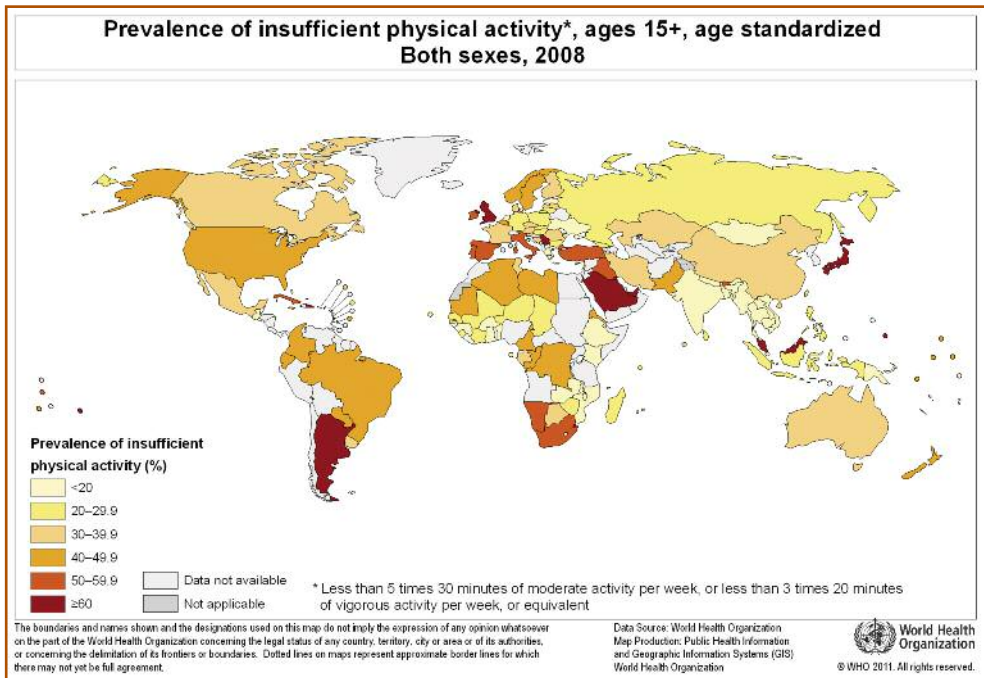 Prevalence of insufficient physical activity*, ages 15+, age standardized
Both sexes, 2008
Prevalence of insufficient
physical activity (%)
<20
20–29.9
30–39.9
40–49.9
50–59.9
≥60
Data not available
Not applicable
* Less than 5 times 30 minutes of moderate activity per week, or less than 3 times 20 minutes
of vigorous activity per week, or equivalent
The boundaries and names shown and the designations used on this map do not imply the expression of any opinion whatsoever
on the part of the World Health Organization concerning the legal status of any country, territory, city or area or of its authorities,
or concerning the delimitation of its frontiers or boundaries. Dotted lines on maps represent approximate border lines for which
there may not yet be full agreement.
Data Source: World Health Organization
Map Production: Public Health Information
and Geographic Information Systems (GIS)
World Health Organization
World Health
Organization
© WHO 2011. All rights reserved.